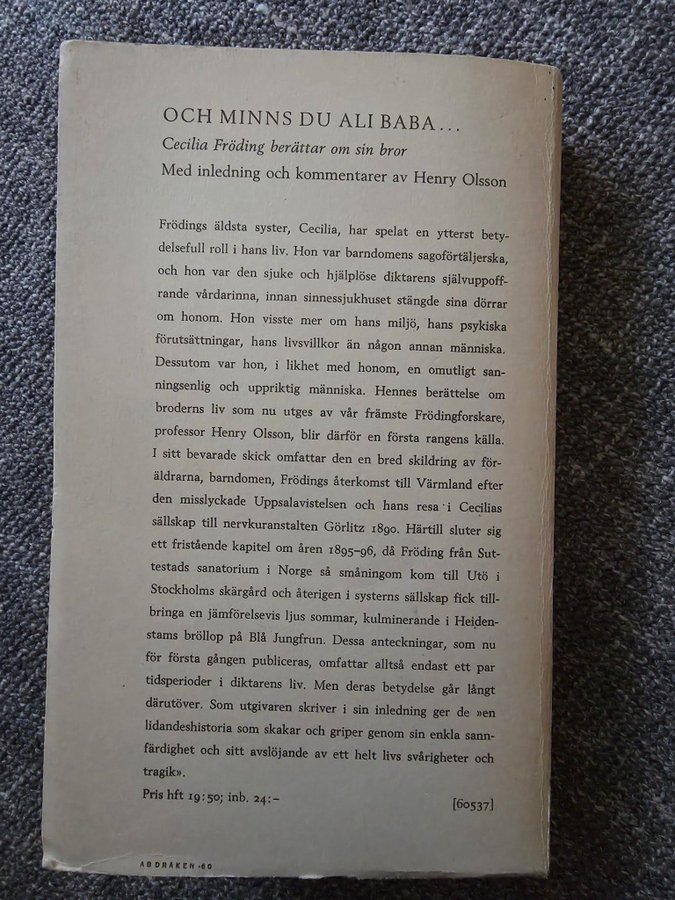 OCH MINNS DU ALI BABA...
Cecilia Fröding berättar om sin bror
Med inledning och kommentarer av Henry Olsson
Frödings äldsta syster, Cecilia, har spelat en ytterst bety-
delsefull roll i hans liv. Hon var barndomens sagoförtäljerska,
och hon var den sjuke och hjälplöse diktarens självuppoff-
rande vårdarinna, innan sinnessjukhuset stängde sina dörrar
om honom. Hon visste mer om hans miljö, hans psykiska
förutsättningar, hans livsvillkor än någon annan människa.
Dessutom var hon, i likhet med honom, en omutligt san-
ningsenlig och uppriktig människa. Hennes berättelse om
broderns liv som nu utges av vår främste Frödingforskare,
professor Henry Olsson, blir därför en första rangens källa.
I sitt bevarade skick omfattar den en bred skildring av för-
äldrarna, barndomen, Frödings återkomst till Värmland efter
den misslyckade Uppsalavistelsen och hans resa i Cecilias
sällskap till nervkuranstalten Görlitz 1890. Härtill sluter sig
ett fristående kapitel om åren 1895-96, då Fröding från Sut-
testads sanatorium i Norge så småningom kom till Utö i
Stockholms skärgård och återigen i systerns sällskap fick till-
bringa en jämförelsevis ljus sommar, kulminerande i Heiden-
stams bröllop på Blå Jungfrun. Dessa anteckningar, som nu
för första gången publiceras, omfattar alltså endast ett par
tidsperioder i diktarens liv. Men deras betydelse går långt
därutöver. Som utgivaren skriver i sin inledning ger de »en
lidandeshistoria som skakar och griper genom sin enkla sann-
färdighet och sitt avslöjande av ett helt livs svårigheter och
tragik».
Pris hft 19:50; inb. 24:– [60537]
AB DRAKEN -60